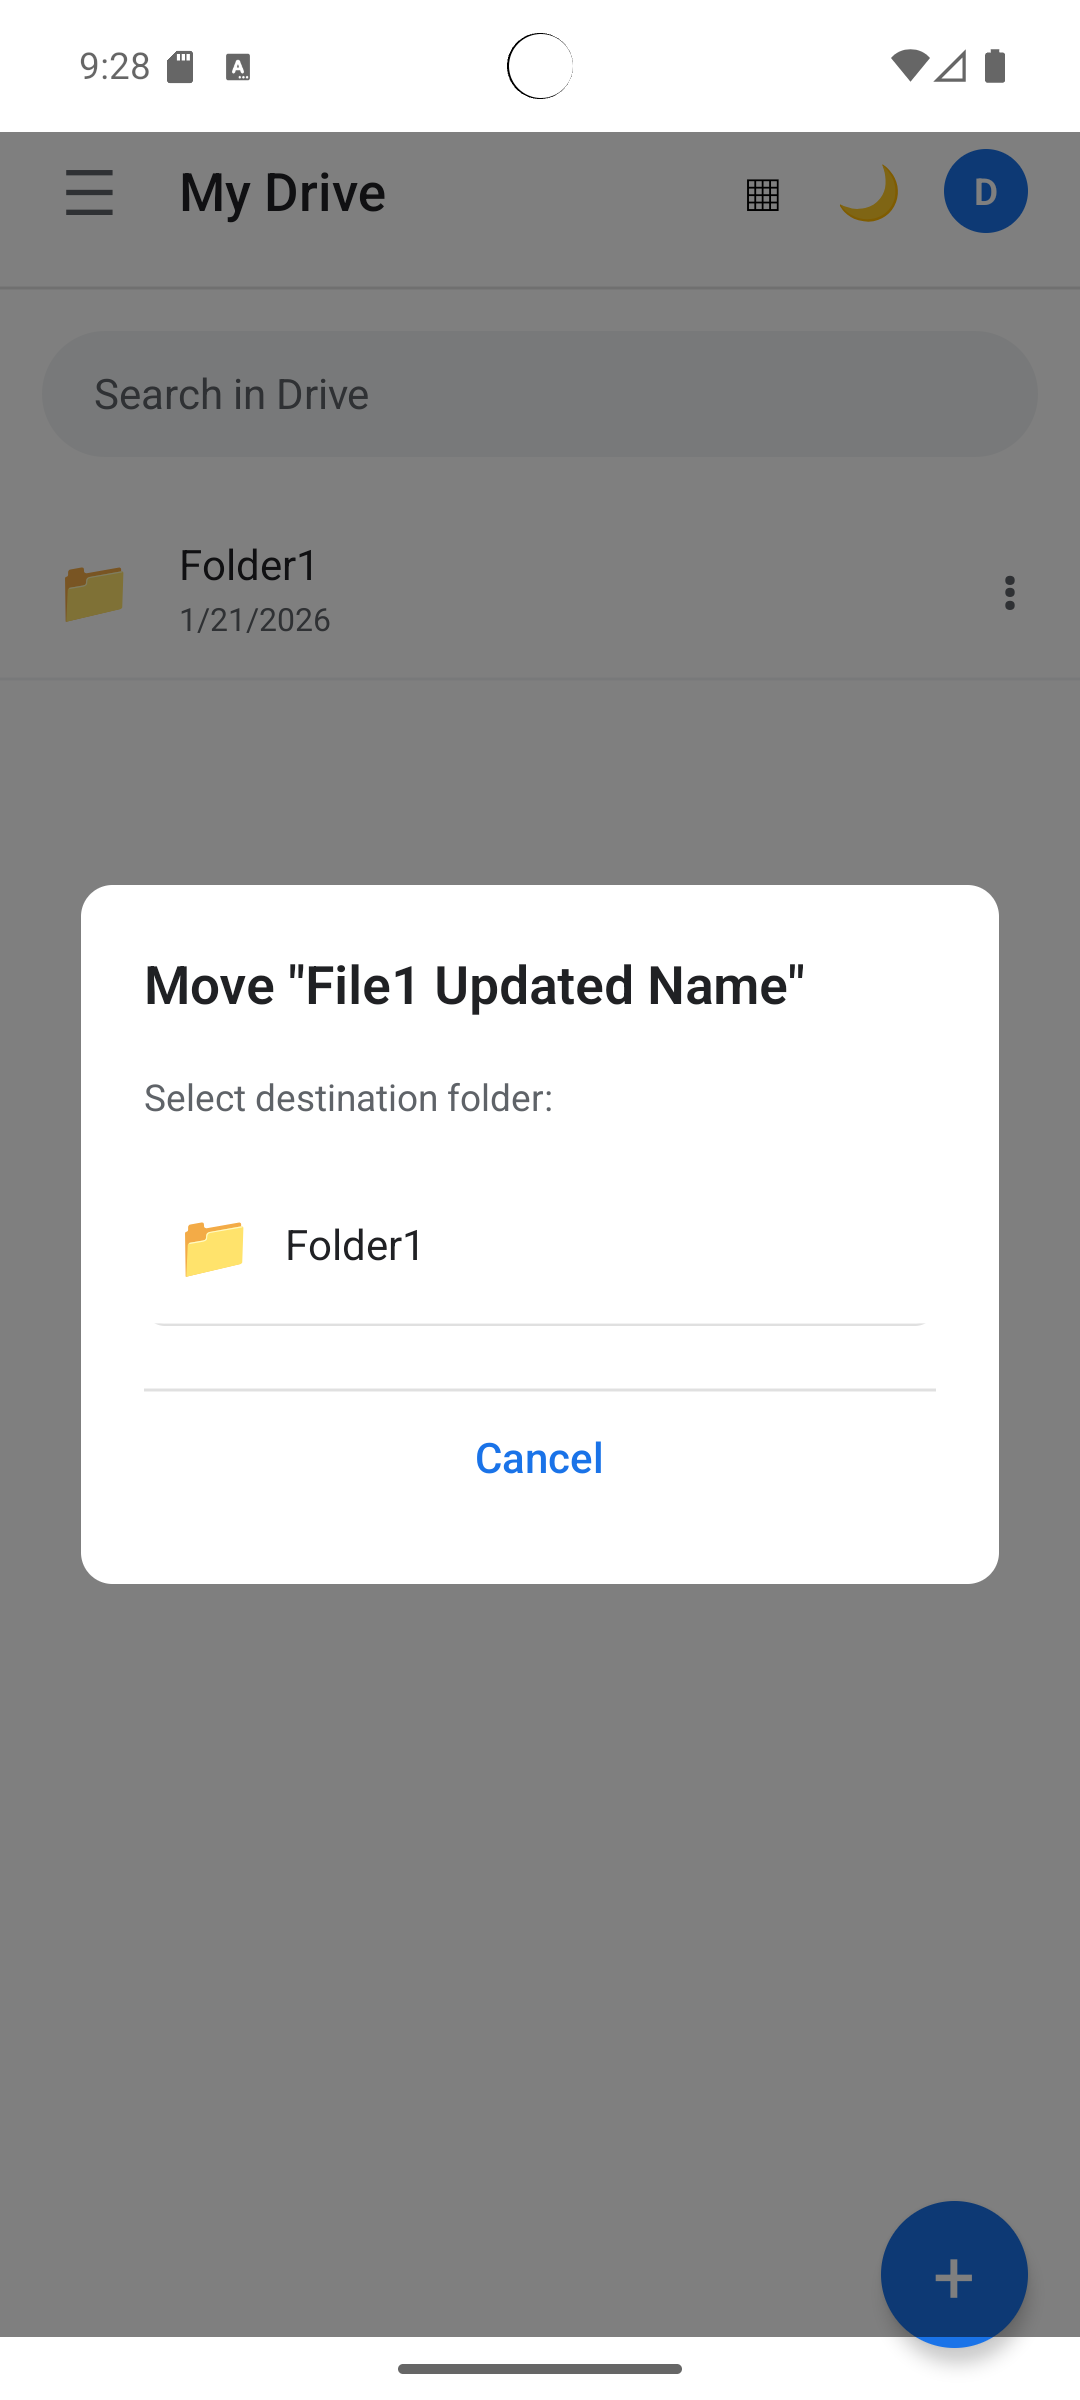 9:28
My Drive
D
Search in Drive
Folder1
1/21/2026
Move "File1 Updated Name"
Select destination folder:
Folder1
Cancel
+